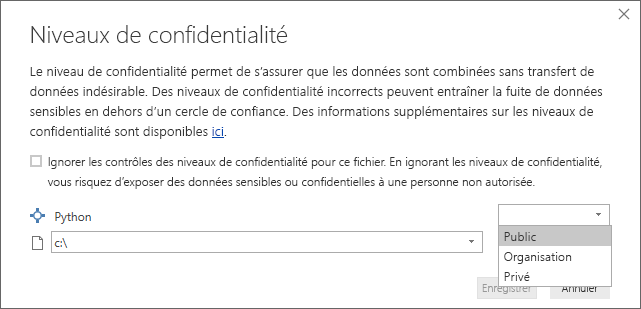 Niveaux de confidentialité
Le niveau de confidentialité permet de s'assurer que les données sont combinées sans transfert de
données indésirable. Des niveaux de confidentialité incorrects peuvent entraîner la fuite de données
sensibles en dehors d'un cercle de confiance. Des informations supplémentaires sur les niveaux de
confidentialité sont disponibles ici.
Ignorer les contrôles des niveaux de confidentialité pour ce fichier. En ignorant les niveaux de confidentialité,
vous risquez d'exposer des données sensibles ou confidentielles à une personne non autorisée.
Python
c:\
Public
Organisation
Privé
Enregistrer Annuler